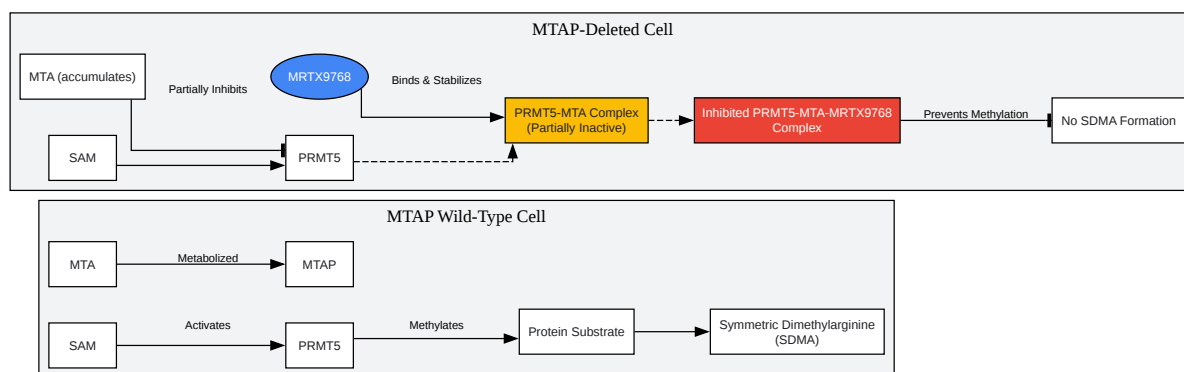 MTAP-Deleted Cell
MTA (accumulates)
Partially Inhibits
MRTX9768
Binds & Stabilizes
PRMT5-MTA Complex
(Partially Inactive)
Inhibited PRMT5-MTA-MRTX9768
Complex
Prevents Methylation
No SDMA Formation
SAM
PRMT5
MTAP Wild-Type Cell
MTA
Metabolized
MTAP
SAM
Activates
PRMT5
Methylates
Protein Substrate
Symmetric Dimethylarginine
(SDMA)